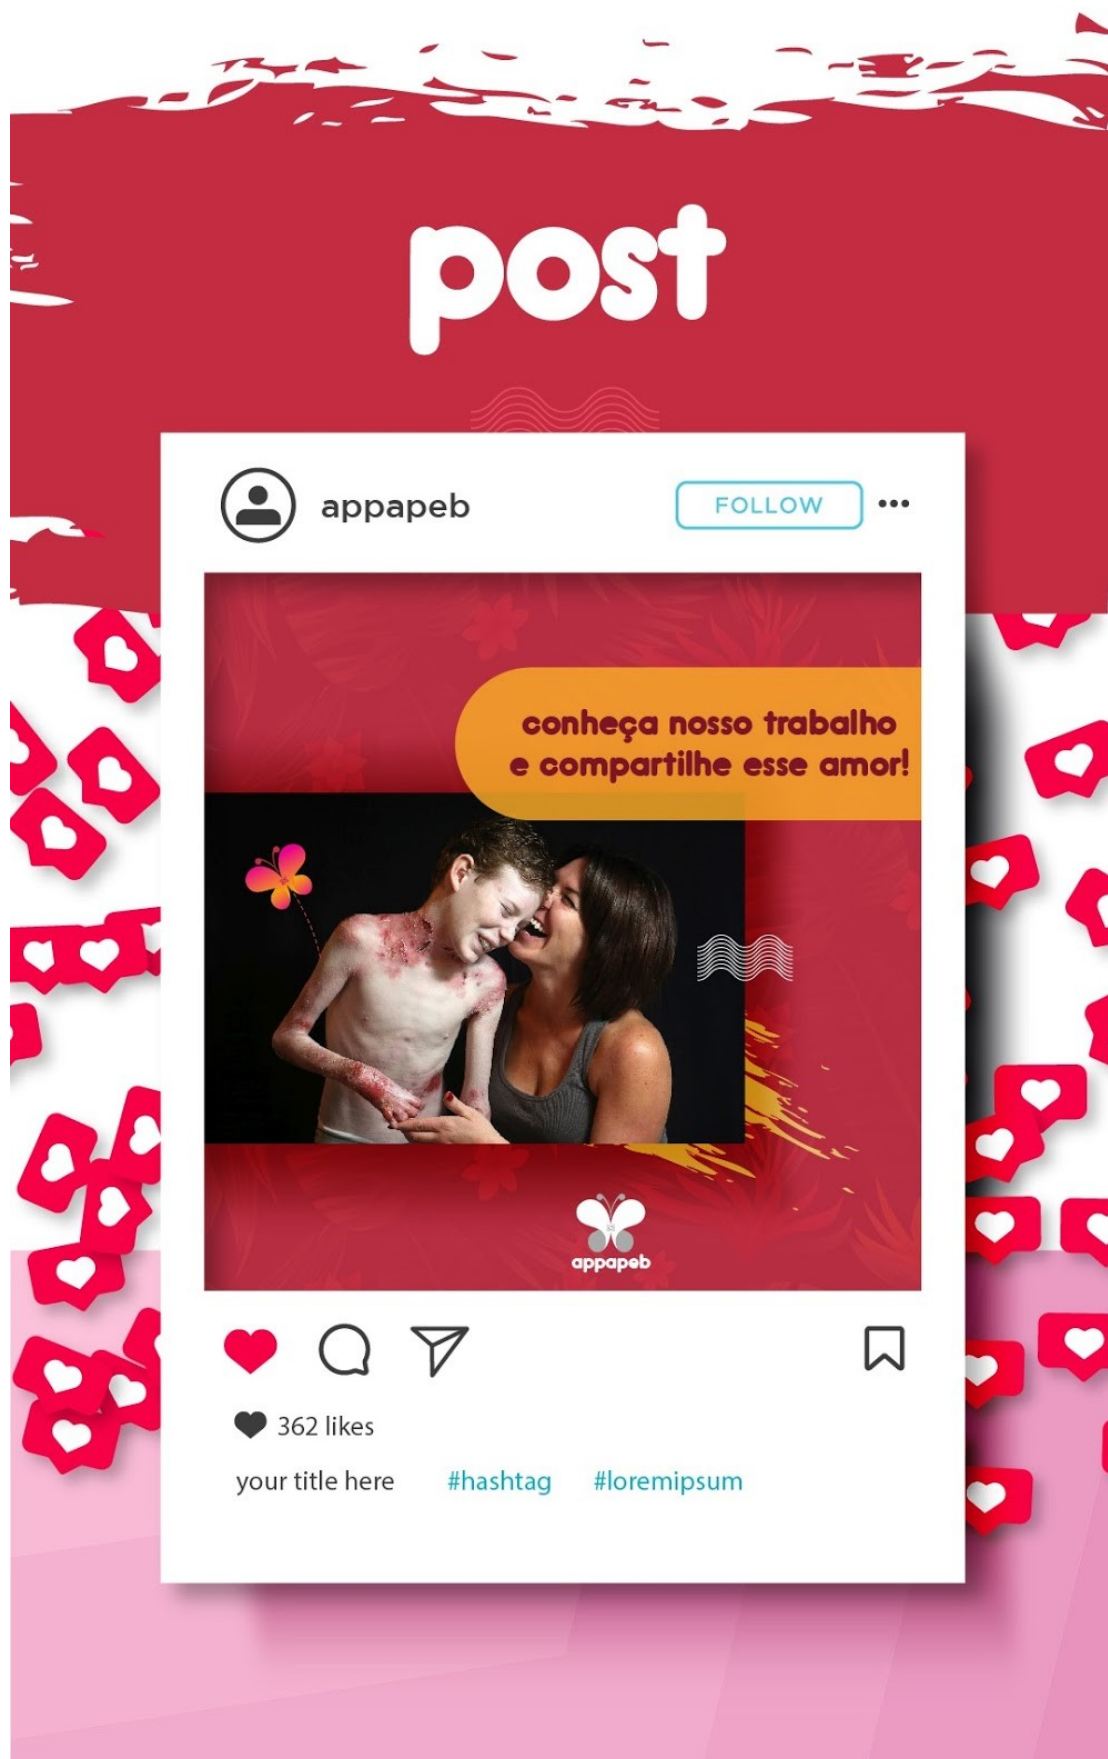 post
appapeb
FOLLOW
conheça nosso trabalho
e compartilhe esse amor!
appapeb
362 likes
your title here #hashtag #loremipsum